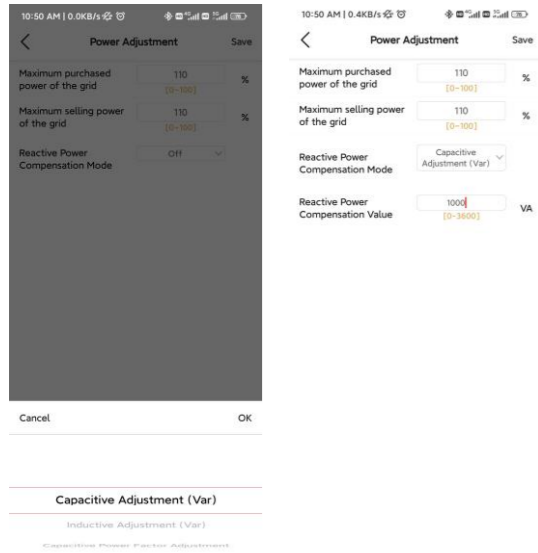 10:50 AM | 0.0KB/s
Power Adjustment Save
Maximum purchased
power of the grid
110
%
[0~100]
Maximum selling power
of the grid
110
%
[0~100]
Reactive Power
Compensation Mode
Off
Cancel OK
Capacitive Adjustment (Var)
Inductive Adjustment (Var)
Capacitive Power Factor Adjustment
10:50 AM | 0.4KB/s
Power Adjustment Save
Maximum purchased
power of the grid
110
%
[0~100]
Maximum selling power
of the grid
110
%
[0~100]
Reactive Power
Compensation Mode
Capacitive
Adjustment (Var)
Reactive Power
Compensation Value
1000
VA
[0~3600]